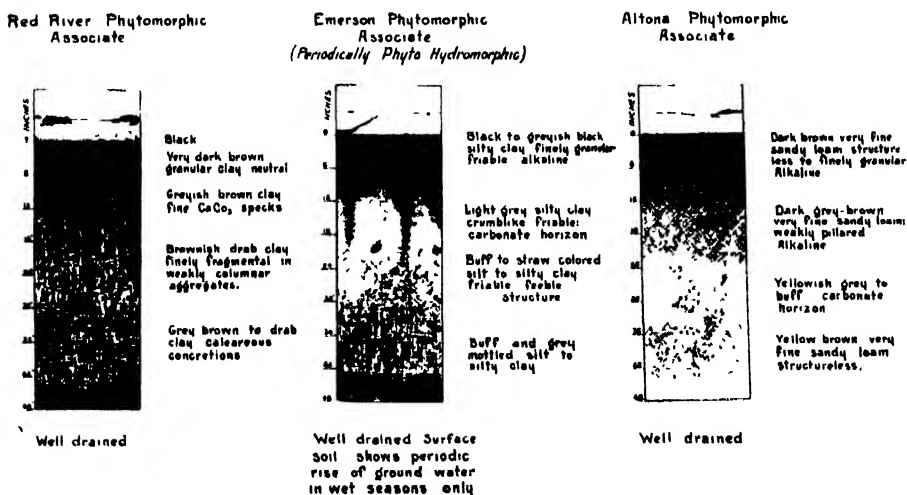 Red River Phytomorphic
Associate
INCHES
Black
Very dark brown
granular clay neutral
Greyish brown clay
fine CaCo₃ specks
Brownish drab clay
finely fragmental in
weakly columnar
aggregates.
Grey brown to drab
clay calcareous
concretions
Well drained
Emerson Phytomorphic
Associate
(Periodically Phyto Hydromorphic)
INCHES
Black to greyish black
silty clay finely granular
friable alkaline
Light grey silty clay
crumblike friable:
carbonate horizon
Buff to straw colored
silt to silty clay
friable feeble
structure
Buff and grey
mottled silt to
silty clay
Well drained Surface
soil shows periodic
rise of ground water
in wet seasons only
Altona Phytomorphic
Associate
INCHES
Dark brown very fine
sandy loam structure
less to finely granular
Alkaline
Dark grey-brown
very fine sandy loam:
weakly pillared
Alkaline
Yellowish grey to
buff carbonate
horizon
Yellow brown very
fine sandy loam
structureless.
Well drained